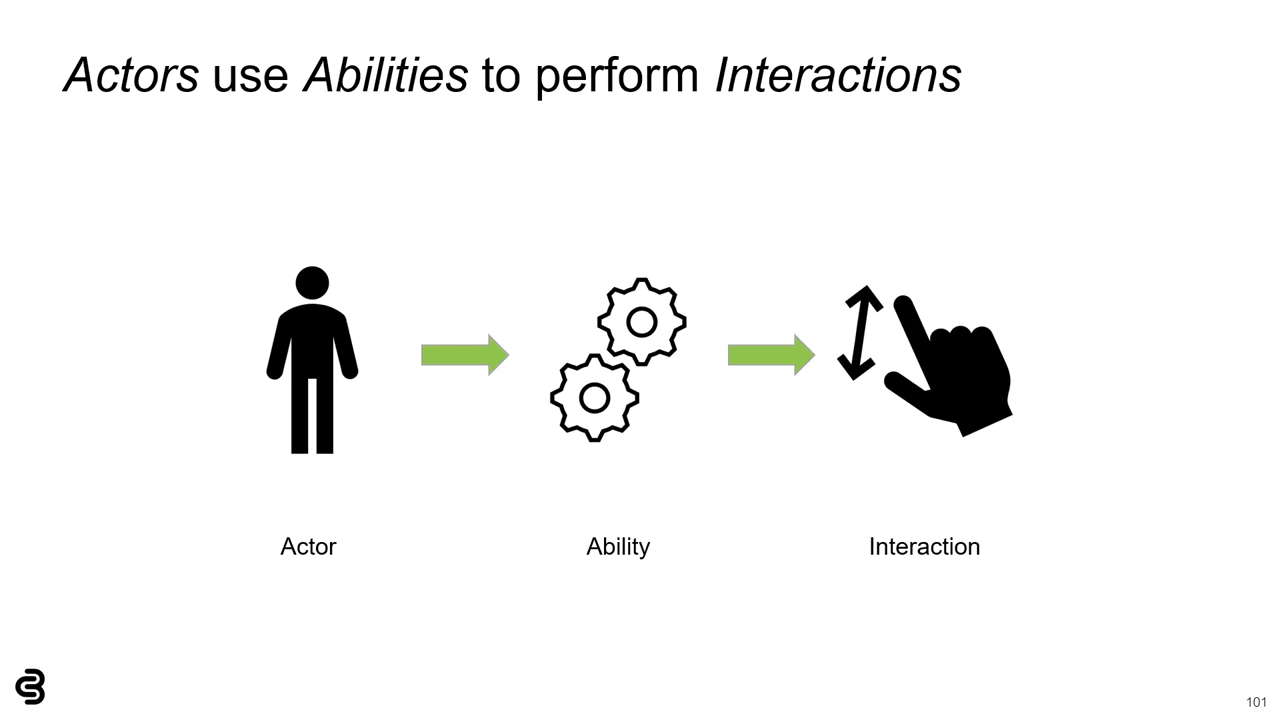 Actors use Abilities to perform Interactions
Actor
Ability
Interaction
101